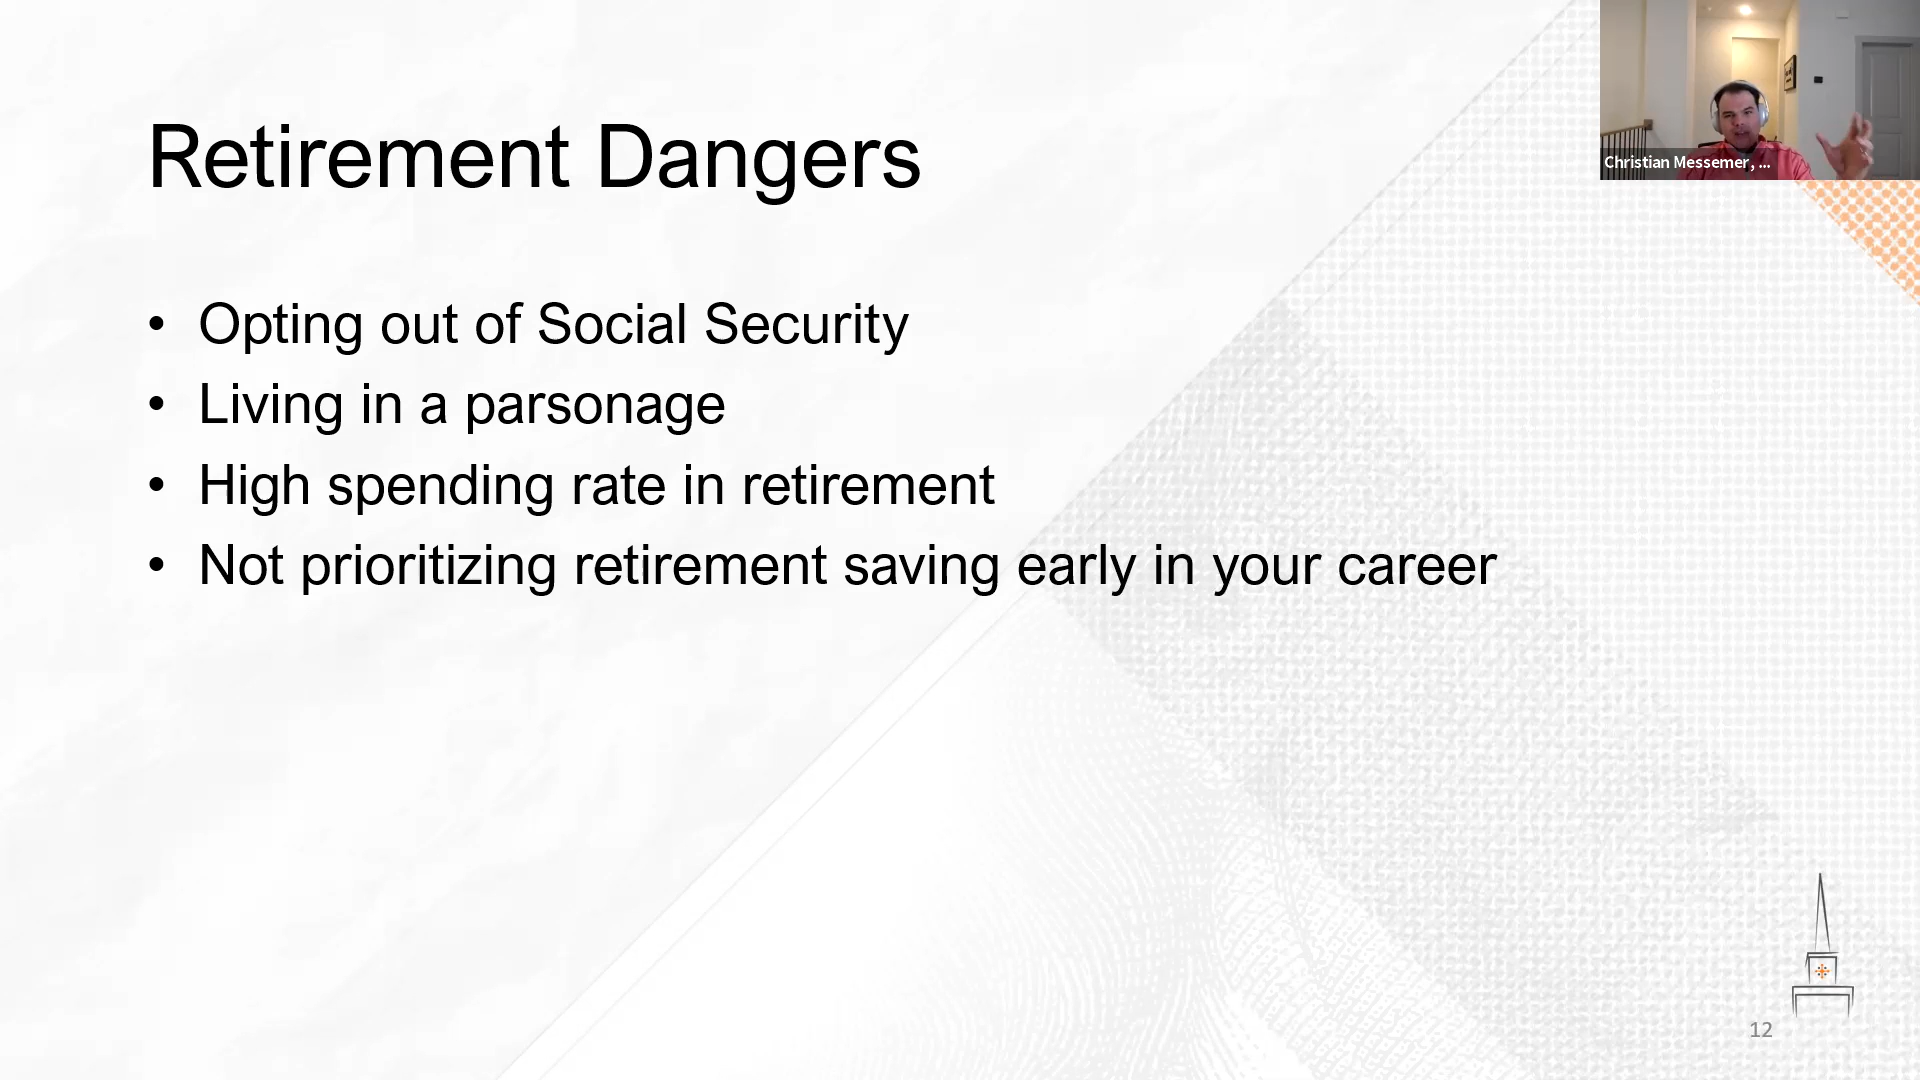 Retirement Dangers
• Opting out of Social Security
• Living in a parsonage
• High spending rate in retirement
• Not prioritizing retirement saving early in your career
Christian Messemer, ...
12